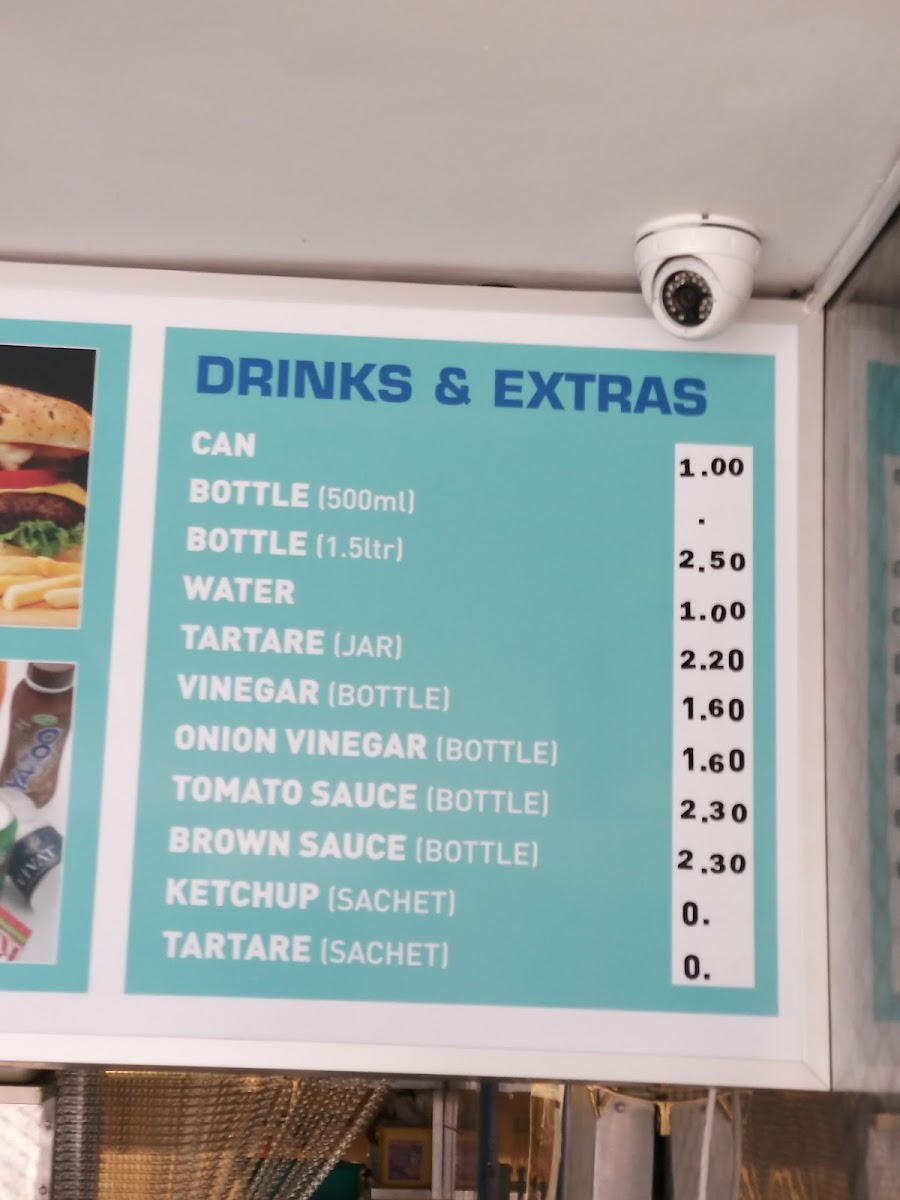 DRINKS & EXTRAS
CAN 1.00
BOTTLE (500ml) .
BOTTLE (1.5ltr) 2.50
WATER 1.00
TARTARE (JAR) 2.20
VINEGAR (BOTTLE) 1.60
ONION VINEGAR (BOTTLE) 1.60
TOMATO SAUCE (BOTTLE) 2.30
BROWN SAUCE (BOTTLE) 2.30
KETCHUP (SACHET) 0.
TARTARE (SACHET) 0.
YAZOO